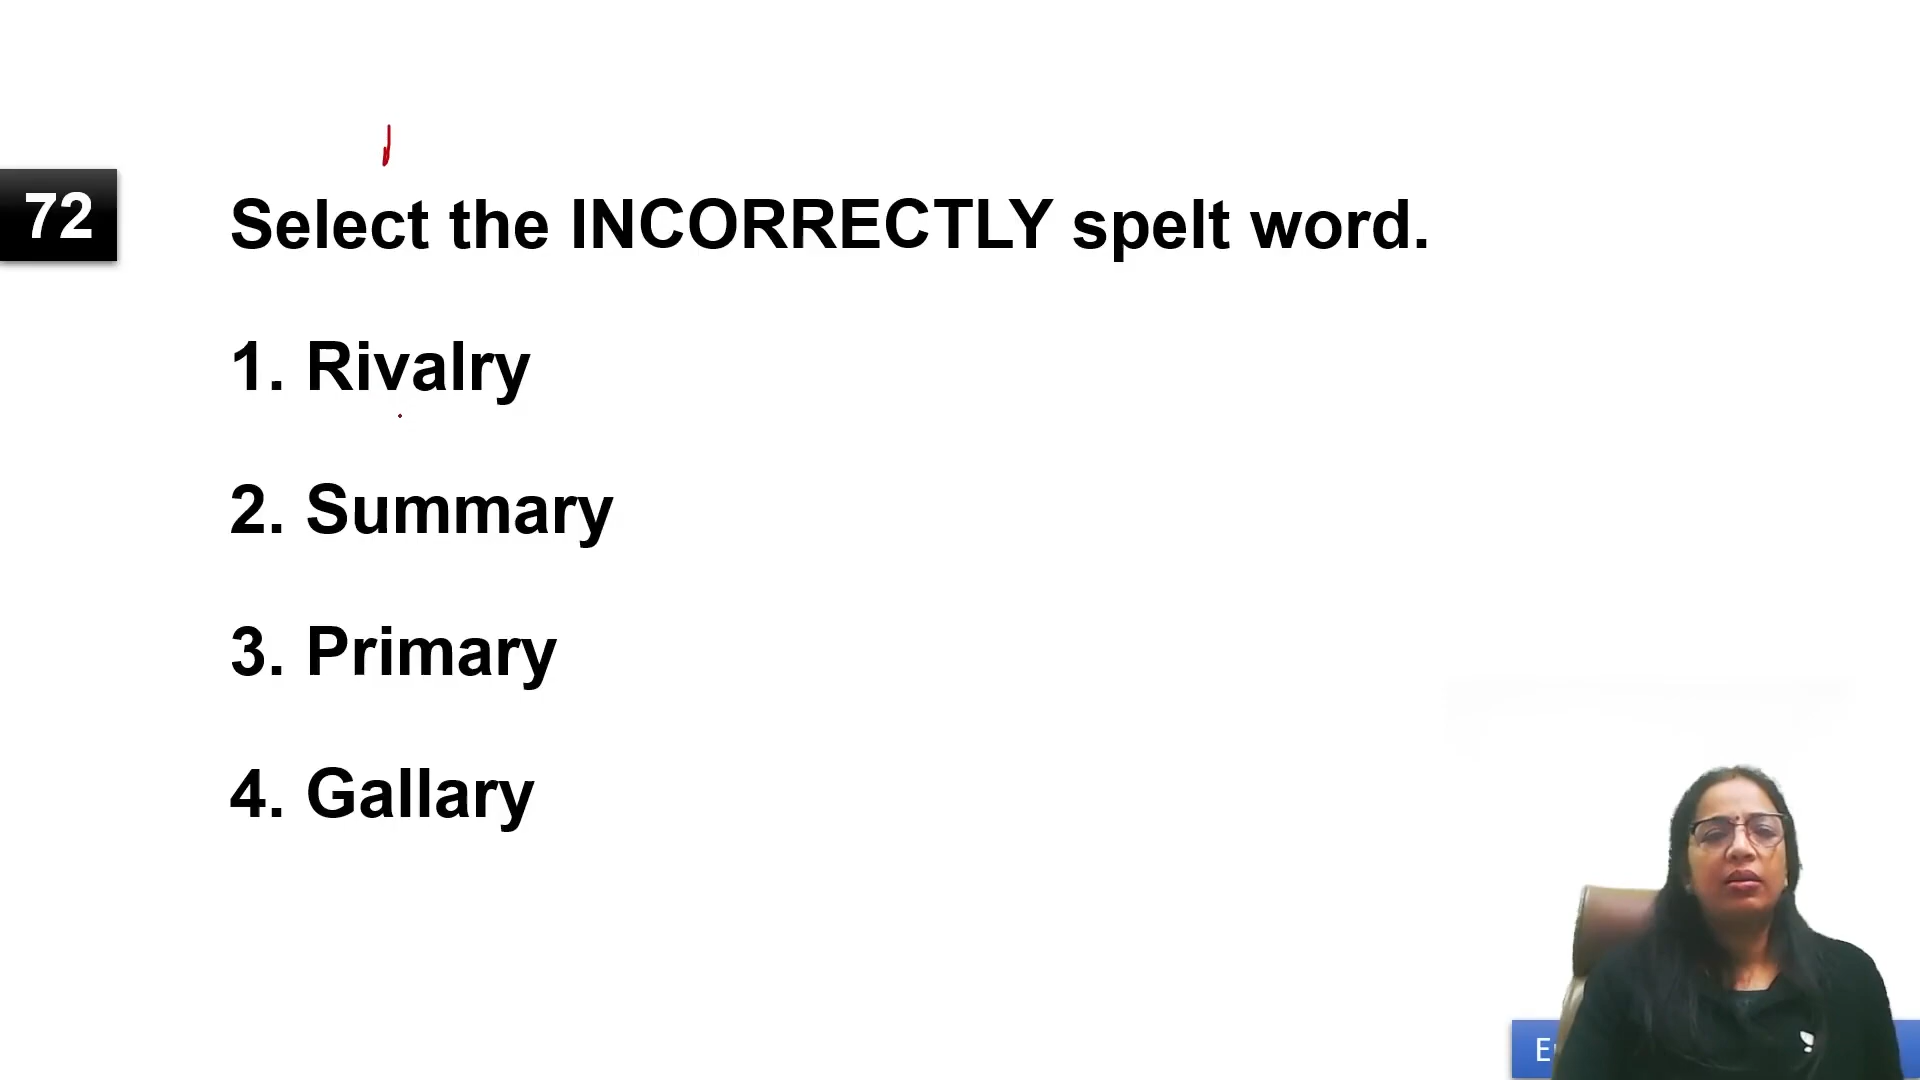 72
Select the INCORRECTLY spelt word.
1. Rivalry
2. Summary
3. Primary
4. Gallary